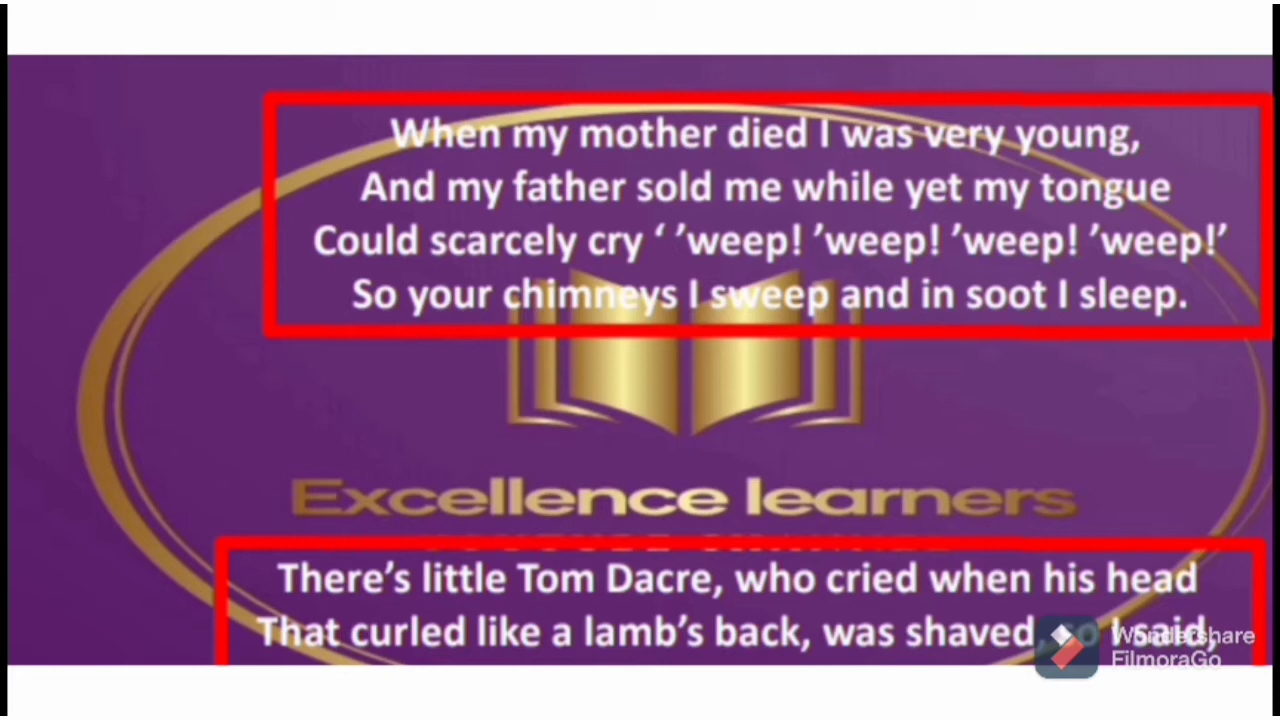 When my mother died I was very young,
And my father sold me while yet my tongue
Could scarcely cry ‘ ’weep! ’weep! ’weep! ’weep!’
So your chimneys I sweep and in soot I sleep.
Excellence learners
There’s little Tom Dacre, who cried when his head
That curled like a lamb’s back, was shaved, so I said,
Wondershare
FilmoraGo